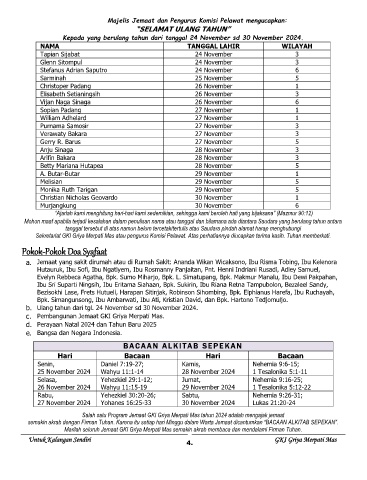 Majelis Jemaat dan Pengurus Komisi Pelawat mengucapkan:
"SELAMAT ULANG TAHUN"
Kepada yang berulang tahun dari tanggal 24 November sd 30 November 2024.
NAMA TANGGAL LAHIR WILAYAH
Tapian Sijabat 24 November 3
Glenn Sitompul 24 November 3
Stefanus Adrian Saputro 24 November 6
Sarminah 25 November 5
Christoper Padang 26 November 1
Elisabeth Setianingsih 26 November 3
Vijan Naga Sinaga 26 November 6
Sopian Padang 27 November 1
William Adhelard 27 November 1
Purnama Samosir 27 November 3
Verawaty Bakara 27 November 3
Gerry R. Barus 27 November 5
Anju Sinaga 28 November 3
Arifin Bakara 28 November 3
Betty Mariana Hutapea 28 November 5
A. Butar-Butar 29 November 1
Melisian 29 November 5
Monika Ruth Tarigan 29 November 5
Christian Nicholas Geovardo 30 November 1
Murjangkung 30 November 6
"Ajarlah kami menghitung hari-hari kami sedemikian, sehingga kami beroleh hati yang bijaksana" (Mazmur 90:12)
Mohon maaf apabila terjadi kesalahan dalam penulisan nama atau tanggal dan bilamana ada diantara Saudara yang berulang tahun antara
tanggal tersebut di atas namun belum tercetak/tertulis atau Saudara pindah alamat harap menghubungi
Sekretariat GKI Griya Merpati Mas atau pengurus Komisi Pelawat. Atas perhatiannya diucapkan terima kasih. Tuhan memberkati.
Pokok-Pokok Doa Syafaat
a. Jemaat yang sakit dirumah atau di Rumah Sakit: Ananda Wikan Wicaksono, Ibu Risma Tobing, Ibu Kelenora
Hutauruk, Ibu Sofi, Ibu Ngatiyem, Ibu Rosmanny Panjaitan, Pnt. Henni Indriani Rusadi, Adley Samuel,
Evelyn Rebbeca Agatha, Bpk. Sumo Miharjo, Bpk. L. Simatupang, Bpk. Makmur Manalu, Ibu Dewi Pakpahan,
Ibu Sri Suparti Ningsih, Ibu Eritama Siahaan, Bpk. Sukirin, Ibu Riana Retna Tampubolon, Bezaleel Sandy,
Bezisokhi Lase, Prets Hutuel, Harapan Sitinjak, Robinson Sihombing, Bpk. Elphianus Harefa, Ibu Ruchayah,
Bpk. Simangunsong, Ibu Ambarwati, Ibu Ati, Kristian David, dan Bpk. Hartono Tedjomuljo.
b. Ulang tahun dari tgl. 24 November sd 30 November 2024.
c. Pembangunan Jemaat GKI Griya Merpati Mas.
d. Perayaan Natal 2024 dan Tahun Baru 2025
e. Bangsa dan Negara Indonesia.
BACAAN ALKITAB SEPEKAN
Hari Bacaan Hari Bacaan
Senin, Daniel 7:19-27; Kamis, Nehemia 9:6-15;
25 November 2024 Wahyu 11:1-14 28 November 2024 1 Tesalonika 5:1-11
Selasa, Yehezkiel 29:1-12; Jumat, Nehemia 9:16-25;
26 November 2024 Wahyu 11:15-19 29 November 2024 1 Tesalonika 5:12-22
Rabu, Yehezkiel 30:20-26; Sabtu, Nehemia 9:26-31;
27 November 2024 Yohanes 16:25-33 30 November 2024 Lukas 21:20-24
Salah satu Program Jemaat GKI Griya Merpati Mas tahun 2024 adalah mengajak jemaat
semakin akrab dengan Firman Tuhan. Karena itu setiap hari Minggu dalam Warta Jemaat dicantumkan "BACAAN ALKITAB SEPEKAN".
Marilah seluruh Jemaat GKI Griya Merpati Mas semakin akrab membaca dan mendalami Firman Tuhan.
Untuk Kalangan Sendiri GKI Griya Merpati Mas
4.